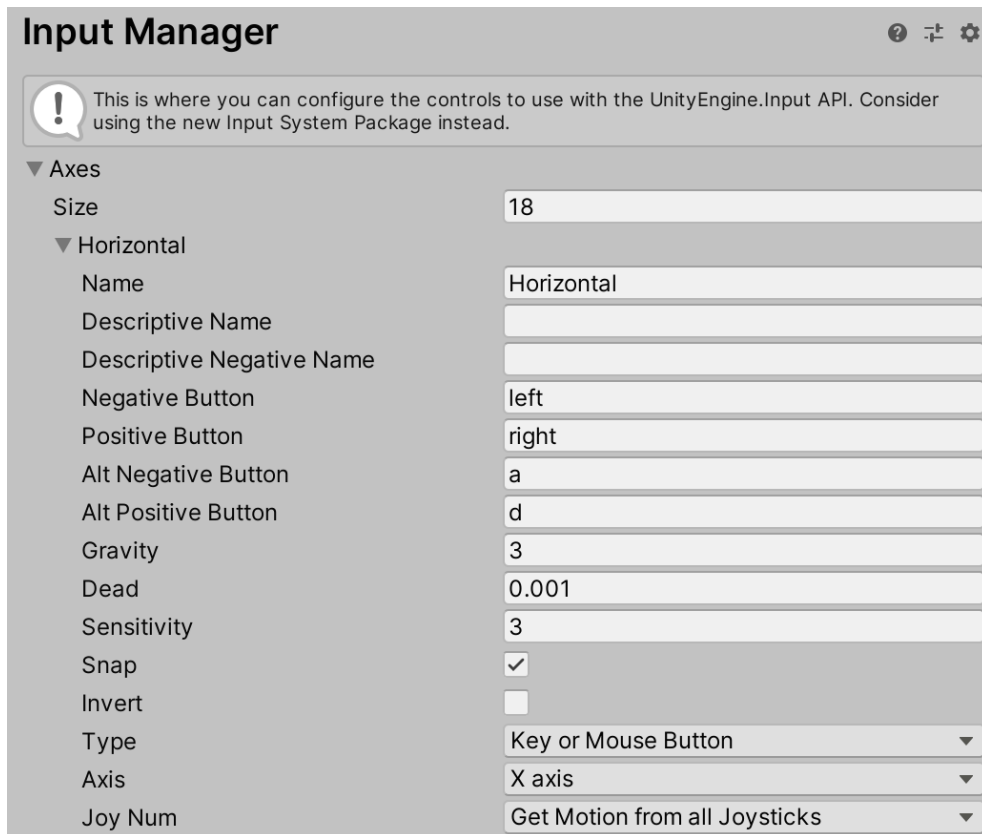 Input Manager
This is where you can configure the controls to use with the UnityEngine.Input API. Consider
using the new Input System Package instead.
Axes
Size 18
Horizontal
Name Horizontal
Descriptive Name
Descriptive Negative Name
Negative Button left
Positive Button right
Alt Negative Button a
Alt Positive Button d
Gravity 3
Dead 0.001
Sensitivity 3
Snap
Invert
Type Key or Mouse Button
Axis X axis
Joy Num Get Motion from all Joysticks